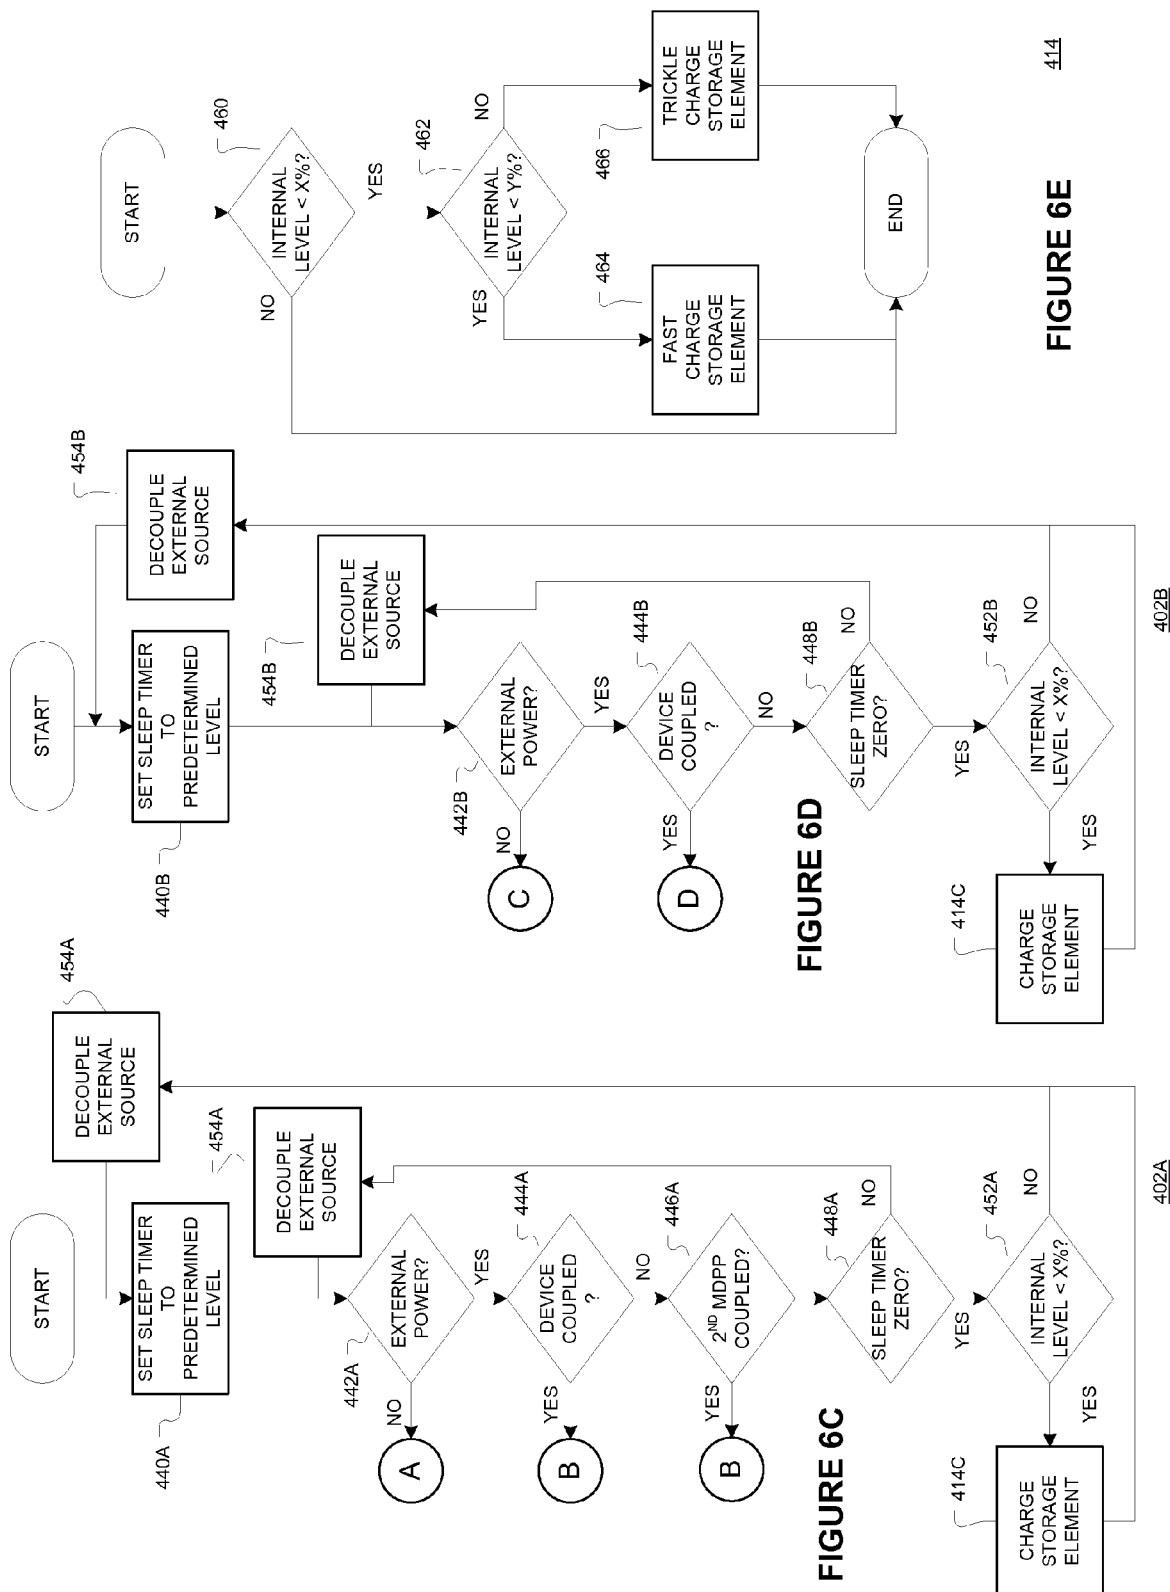 START
454A
DECOUPLE
EXTERNAL
SOURCE
SET SLEEP TIMER
TO
PREDETERMINED
LEVEL
440A
454A
DECOUPLE
EXTERNAL
SOURCE
EXTERNAL
POWER?
442A
NO
YES
A
444A
DEVICE
COUPLED
?
YES
NO
B
446A
2ND MDPP
COUPLED?
YES
B
448A
SLEEP TIMER
ZERO?
NO
YES
452A
INTERNAL
LEVEL < X%?
NO
YES
414C
CHARGE
STORAGE
ELEMENT
FIGURE 6C
402A
START
454B
DECOUPLE
EXTERNAL
SOURCE
SET SLEEP TIMER
TO
PREDETERMINED
LEVEL
440B
454B
DECOUPLE
EXTERNAL
SOURCE
EXTERNAL
POWER?
442B
NO
YES
C
444B
DEVICE
COUPLED
?
YES
NO
D
448B
SLEEP TIMER
ZERO?
NO
YES
452B
INTERNAL
LEVEL < X%?
NO
YES
414C
CHARGE
STORAGE
ELEMENT
FIGURE 6D
402B
START
460
INTERNAL
LEVEL < X%?
NO
YES
462
INTERNAL
LEVEL < Y%?
YES
NO
464
FAST
CHARGE
STORAGE
ELEMENT
466
TRICKLE
CHARGE
STORAGE
ELEMENT
END
FIGURE 6E
414